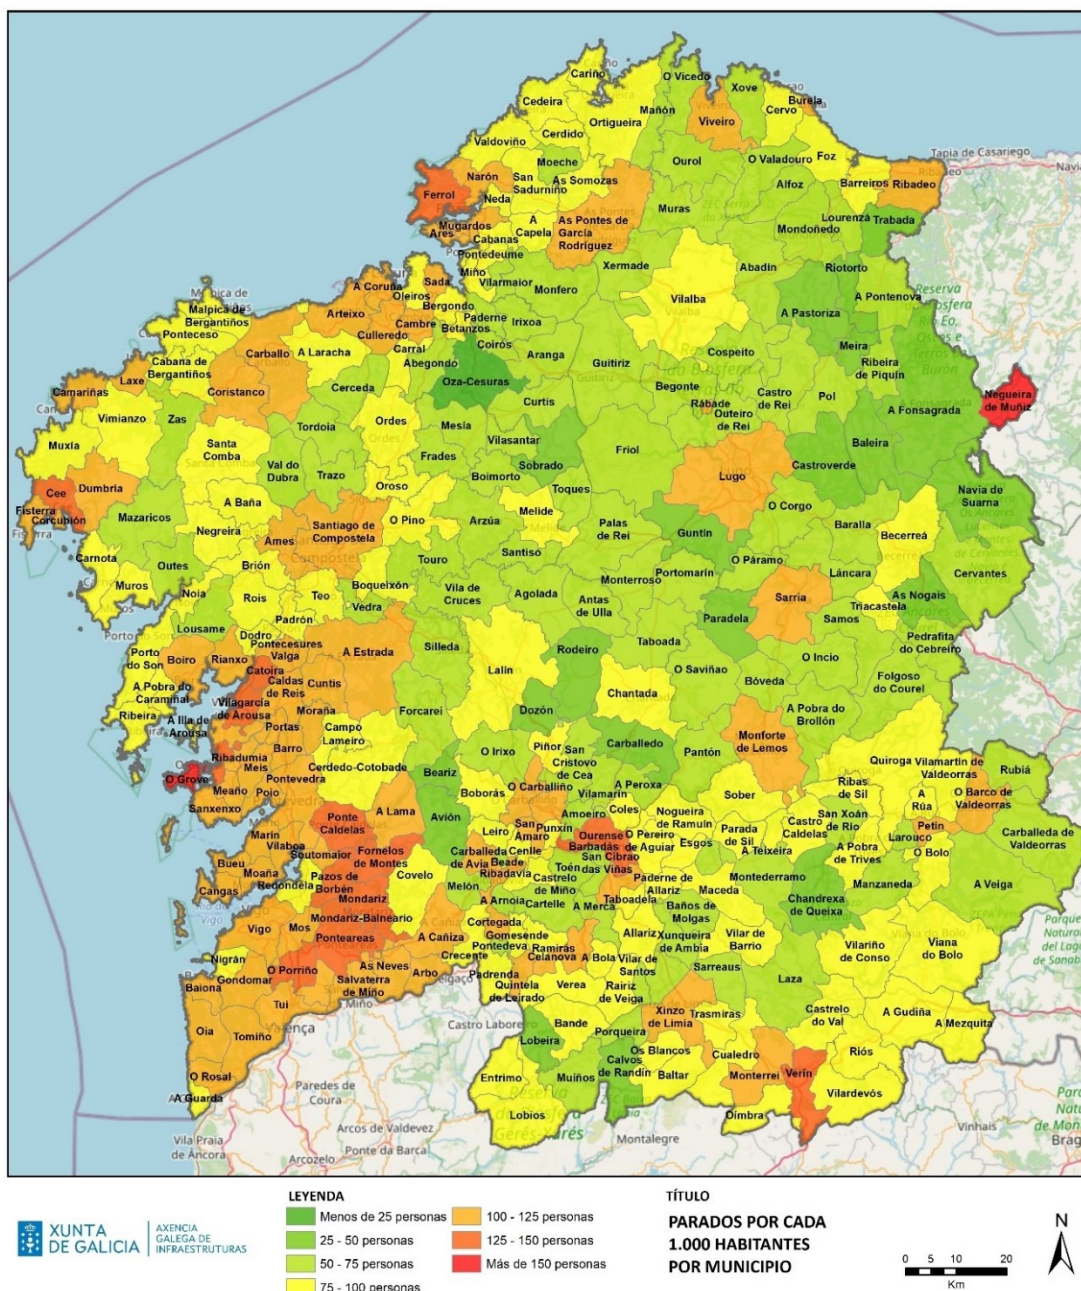 Cariño
O Vicedo
Cedeira
Mañón
Xove
Ortigueira
Viveiro
Cervo
Burela
Valdoviño
Cerdido
Moeche
Ourol
O Valadouro
Foz
Tapia de Casariego
Narón
San
Sadurniño
As Somozas
Alfoz
Barreiros
Ribadeo
Ferrol
Neda
Muras
Lourenzá
Trabada
Mugardos
Ares
A
Capela
As Pontes de
García
Rodríguez
Mondoñedo
Cabanas
Pontedeume
Miño
Xermade
Abadín
Riotorto
A Coruña
Sada
Vilarmaior
Monfero
Vilalba
A Pontenova
Oleiros
Bergondo
Malpica de
Bergantiños
Arteixo
Cambre
Paderne
Irixoa
A Pastoriza
Ponteceso
Culleredo
Betanzos
Meira
Cabana de
Bergantiños
Carballo
A Laracha
Carral
Abegondo
Coirós
Aranga
Guitiriz
Cospeito
Ribeira
de Piquín
Laxe
Camariñas
Coristanco
Cerceda
Oza-Cesuras
Begonte
Castro
de Rei
Pol
Negueira
de Muñiz
Vimianzo
Zas
Curtis
Rábade
Outeiro
de Rei
A Fonsagrada
Muxía
Santa
Comba
Tordoia
Ordes
Mesía
Vilasantar
Friol
Baleira
Val do
Dubra
Trazo
Frades
Sobrado
Boimorto
Lugo
Castroverde
Cee
Dumbría
Oroso
Toques
Navia de
Suarna
Fisterra
Corcubión
Mazaricos
A Baña
Santiago de
Compostela
O Pino
Arzúa
Melide
O Corgo
Negreira
Ames
Palas
de Rei
Guntín
Baralla
Becerreá
Carnota
Outes
Brión
Touro
Santiso
O Páramo
Cervantes
Muros
Boqueixón
Vila de
Cruces
Agolada
Monterroso
Portomarín
Láncara
Noia
Rois
Teo
Vedra
Antas
de Ulla
Sarria
Triacastela
As Nogais
Lousame
Padrón
Paradela
Samos
Porto
do Son
Dodro
Pontecesures
Valga
A Estrada
Silleda
Rodeiro
Taboada
Pedrafita
do Cebreiro
Boiro
Rianxo
Catoira
Lalín
O Saviñao
O Incio
A Pobra do
Caramiñal
Caldas
de Reis
Cuntis
Chantada
Bóveda
Folgoso
do Courel
Ribeira
Vilagarcía
de Arousa
Moraña
Forcarei
Dozón
A Illa de
Arousa
Portas
Campo
Lameiro
A Pobra do
Brollón
Ribadumia
Barro
O Irixo
Piñor
San
Cristovo
de Cea
Carballedo
Monforte
de Lemos
Quiroga
Vilamartín de
Valdeorras
Rubiá
O Grove
Meis
Cerdedo-Cotobade
Pantón
Meaño
Pontevedra
Beariz
A Peroxa
Ribas
de Sil
A
Rúa
O Barco de
Valdeorras
Sanxenxo
Poio
A Lama
Boborás
O Carballiño
Vilamarín
Sober
Ponte
Caldelas
Avión
Amoeiro
Coles
Nogueira
de Ramuín
Castro
Caldelas
San Xoán
de Río
Petín
Carballeda de
Valdeorras
Marín
Vilaboa
San
Amaro
Punxín
Ourense
O Pereiro
de Aguiar
Parada
de Sil
Larouco
Bueu
Soutomaior
Fornelos
de Montes
Leiro
Cenlle
Barbadás
Esgos
A Teixeira
A Pobra
de Trives
O Bolo
Moaña
Carballeda
de Avia
Beade
San Cibrao
das Viñas
Cangas
Redondela
Pazos de
Borbén
Covelo
Ribadavia
Toén
Paderne de
Allariz
Maceda
Montederramo
Manzaneda
A Veiga
Mondariz
Melón
Castrelo
de Miño
Mondariz-Balneario
A Arnoia
Cartelle
A Merca
Taboadela
Baños de
Molgas
Chandrexa
de Queixa
Vigo
Mos
Ponteareas
A Cañiza
Cortegada
Gomesende
Allariz
Xunqueira
de Ambía
Vilar de
Barrio
Vilariño
de Conso
Viana
do Bolo
Nigrán
Pontedeva
Ramirás
Celanova
Crecente
A Bola
Vilar de
Santos
O Porriño
As Neves
Arbo
Padrenda
Sarreaus
Laza
Gondomar
Salvaterra
de Miño
Quintela
de Leirado
Verea
Rairiz
de Veiga
Baiona
Tui
Xinzo
de Limia
Trasmiras
Castrelo
do Val
A Gudiña
Oia
Tomiño
Castro Laboreiro
Bande
Porqueira
A Mezquita
Lobeira
Os Blancos
Cualedro
Riós
O Rosal
Entrimo
Muíños
Calvos
de Randín
Baltar
Monterrei
Verín
A Guarda
Paredes de
Coura
Vilardevós
Lobios
Oímbra
Arcos de Valdevez
Vinhais
Vila Praia
de Âncora
Ponte da Barca
Montalegre
Arcozelo
LEYENDA
Menos de 25 personas
25 - 50 personas
50 - 75 personas
75 - 100 personas
100 - 125 personas
125 - 150 personas
Más de 150 personas
TÍTULO
PARADOS POR CADA
1.000 HABITANTES
POR MUNICIPIO
XUNTA
DE GALICIA
AXENCIA
GALEGA DE
INFRAESTRUTURAS
N
0 5 10 20
Km